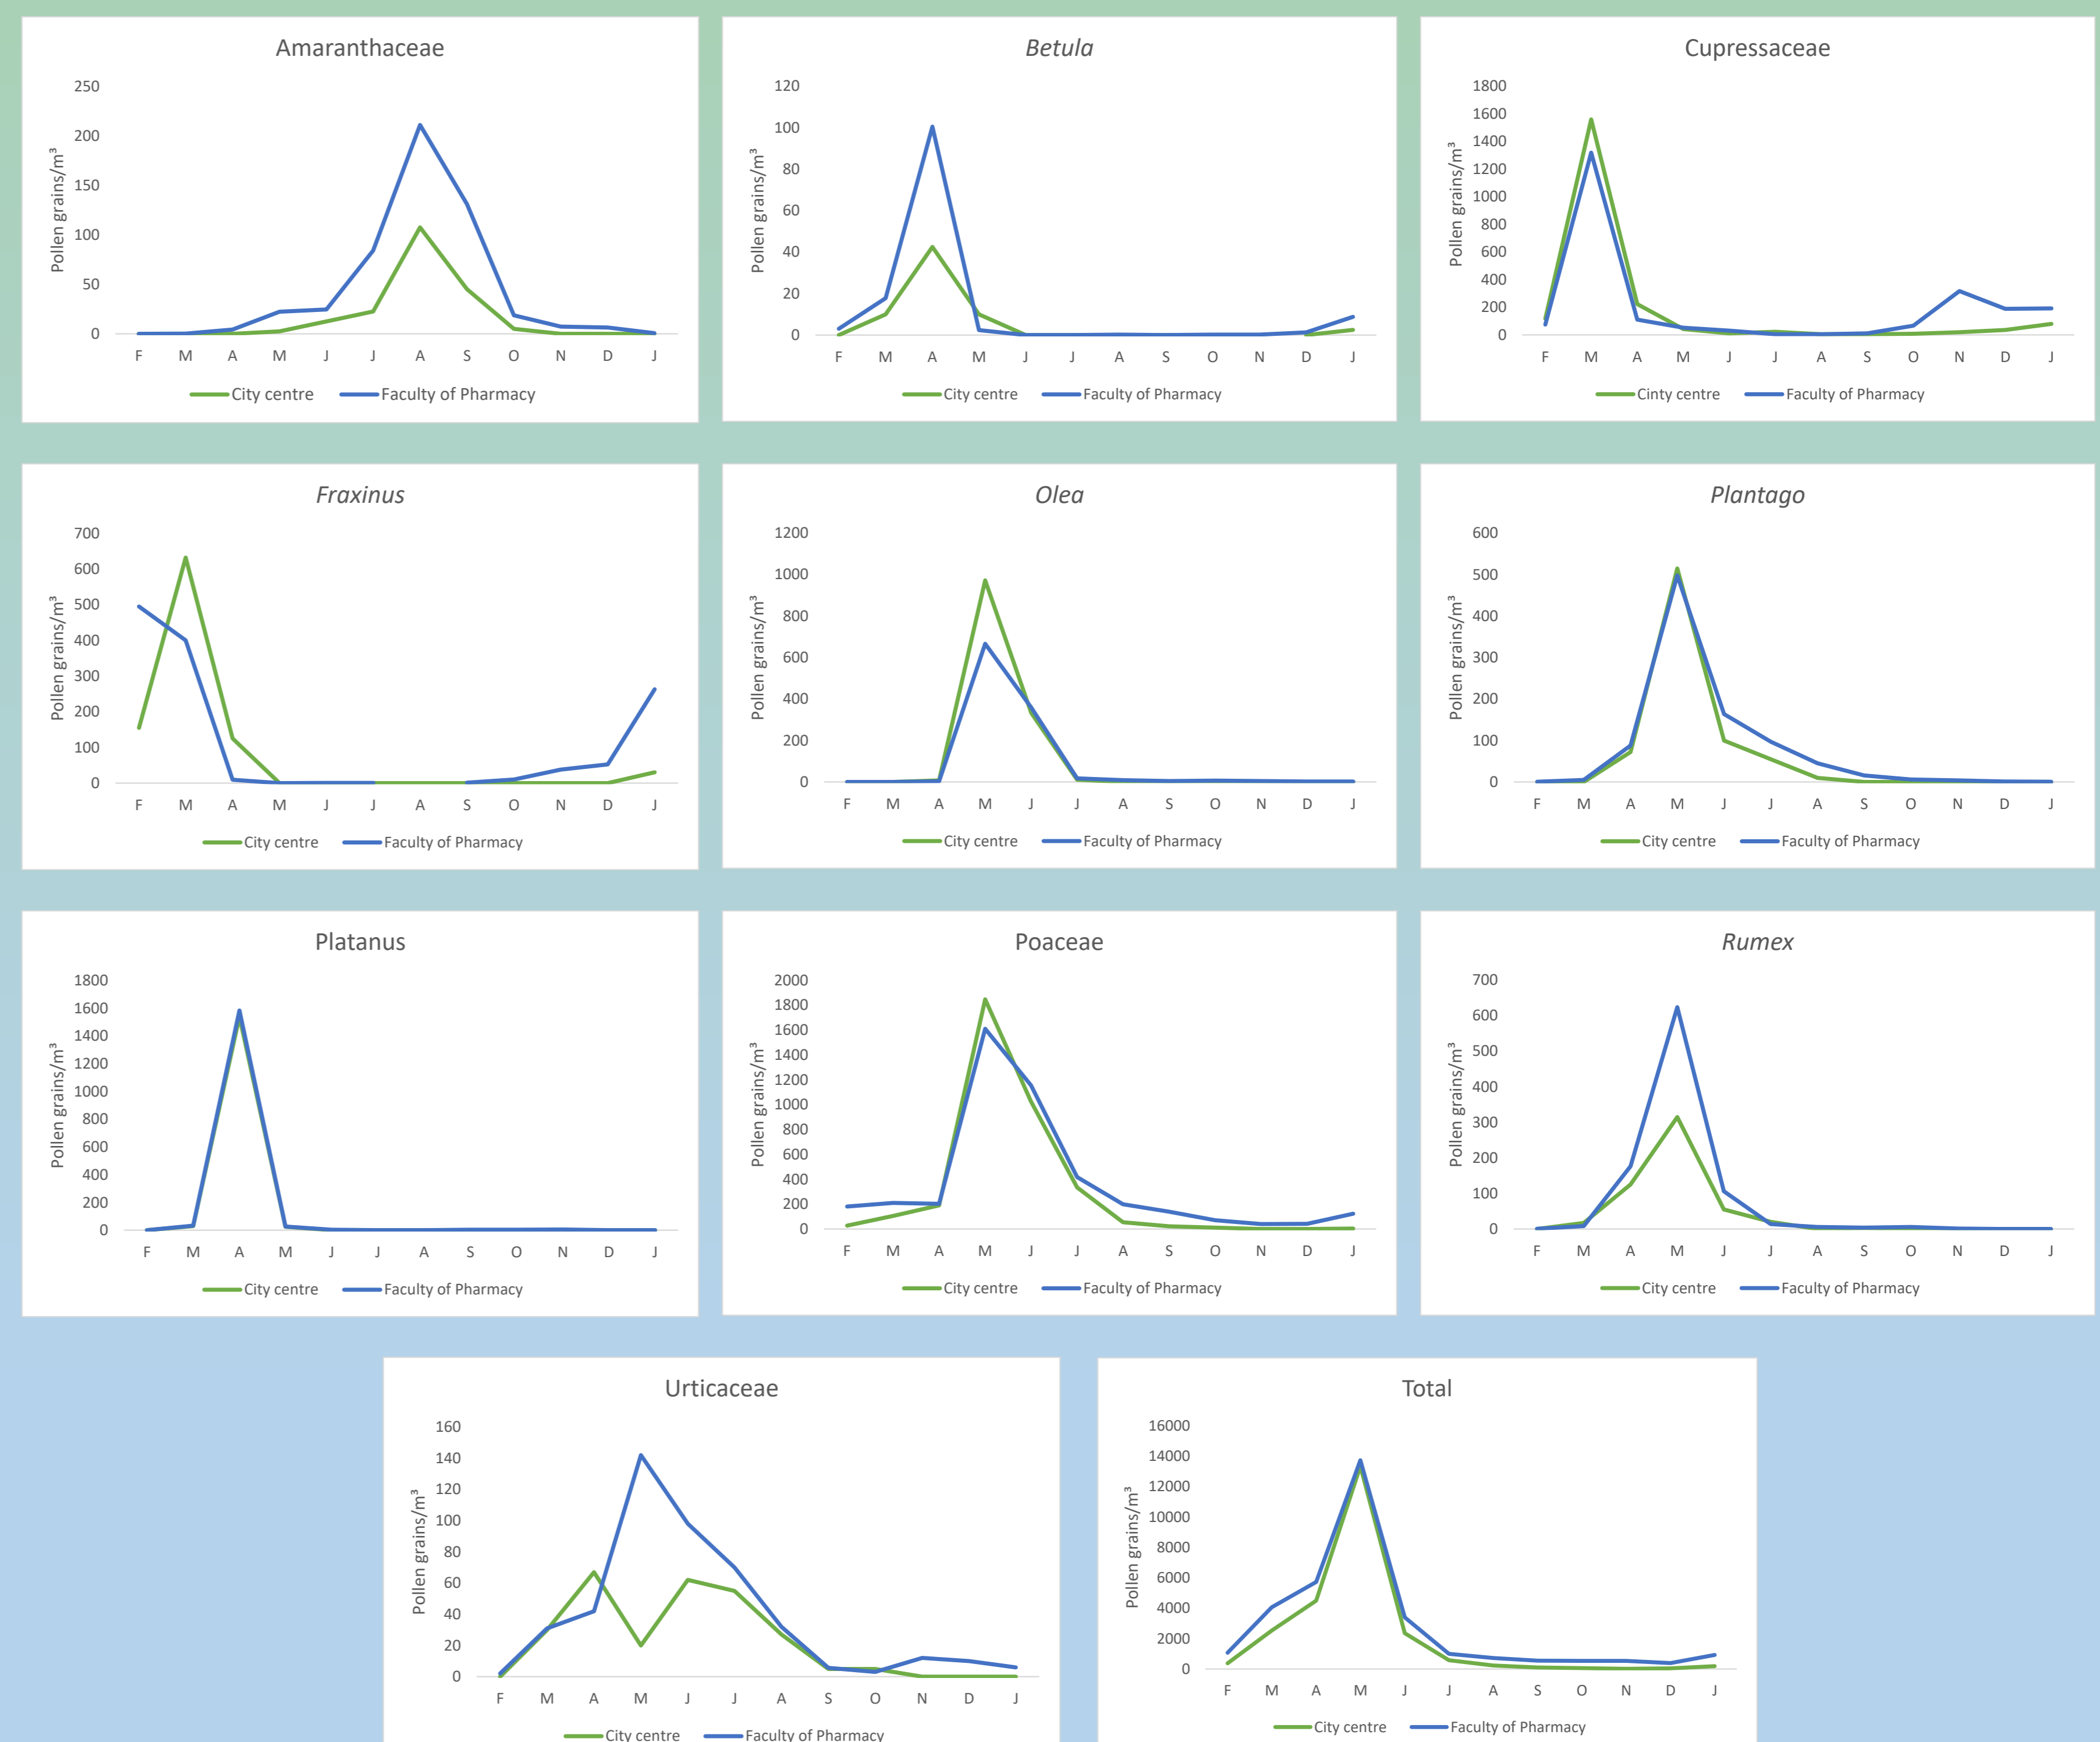 Amaranthaceae
Pollen grains/m³
250
200
150
100
50
0
F M A M J J A S O N D J
City centre Faculty of Pharmacy
Betula
Pollen grains/m³
120
100
80
60
40
20
0
F M A M J J A S O N D J
City centre Faculty of Pharmacy
Cupressaceae
Pollen grains/m³
1800
1600
1400
1200
1000
800
600
400
200
0
F M A M J J A S O N D J
Cinty centre Faculty of Pharmacy
Fraxinus
Pollen grains/m³
700
600
500
400
300
200
100
0
F M A M J J A S O N D J
City centre Faculty of Pharmacy
Olea
Pollen grains/m³
1200
1000
800
600
400
200
0
F M A M J J A S O N D J
City centre Faculty of Pharmacy
Plantago
Pollen grains/m³
600
500
400
300
200
100
0
F M A M J J A S O N D J
City centre Faculty of Pharmacy
Platanus
Pollen grains/m³
1800
1600
1400
1200
1000
800
600
400
200
0
F M A M J J A S O N D J
City centre Faculty of Pharmacy
Poaceae
Pollen grains/m³
2000
1800
1600
1400
1200
1000
800
600
400
200
0
F M A M J J A S O N D J
City centre Faculty of Pharmacy
Rumex
Pollen grains/m³
700
600
500
400
300
200
100
0
F M A M J J A S O N D J
City centre Faculty of Pharmacy
Urticaceae
Pollen grains/m³
160
140
120
100
80
60
40
20
0
F M A M J J A S O N D J
City centre Faculty of Pharmacy
Total
Pollen grains/m³
16000
14000
12000
10000
8000
6000
4000
2000
0
F M A M J J A S O N D J
City centre Faculty of Pharmacy